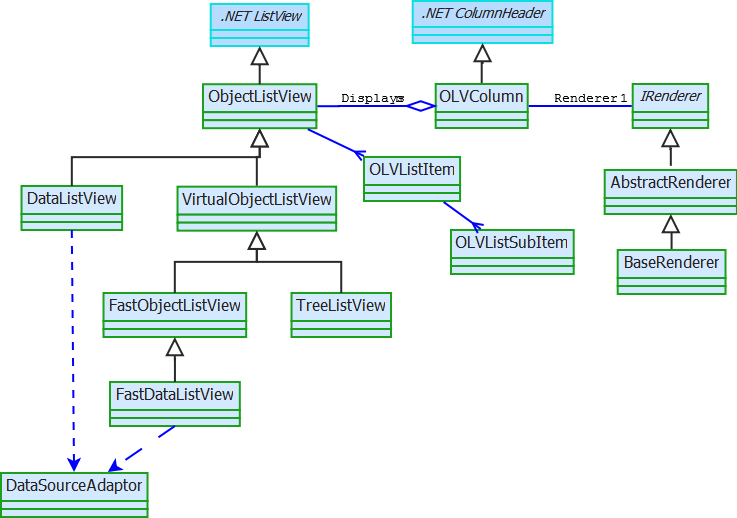 .NET ListView
.NET ColumnHeader
ObjectListView
Displays
OLVColumn
Renderer 1
IRenderer
OLVListItem
AbstractRenderer
DataListView
VirtualObjectListView
OLVListSubItem
BaseRenderer
FastObjectListView
TreeListView
FastDataListView
DataSourceAdaptor